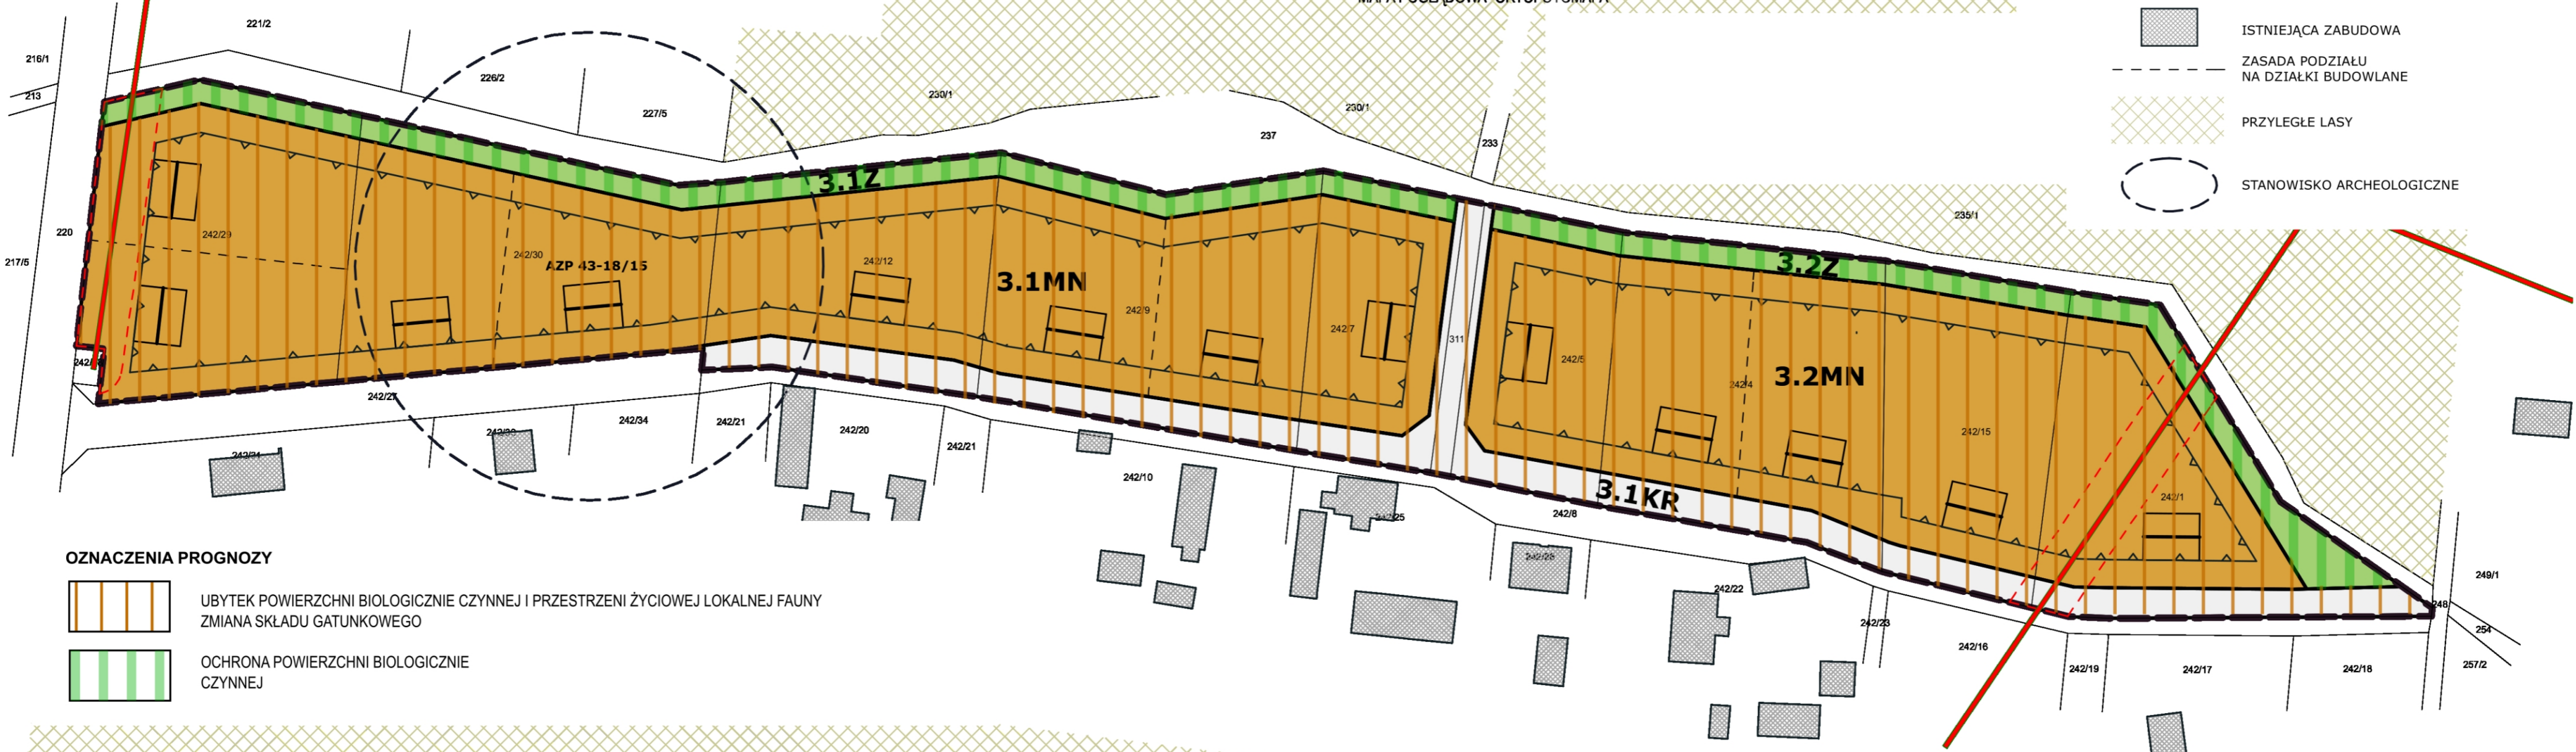 221/2
216/1
213
226/2
227/5
230/1
230/1
237
233
235/1
ISTNIEJĄCA ZABUDOWA
ZASADA PODZIAŁU
NA DZIAŁKI BUDOWLANE
PRZYLEGŁE LASY
STANOWISKO ARCHEOLOGICZNE
220
217/5
242/29
242/30
AZP 43-18/15
3.1Z
242/12
3.1MN
242/9
242/7
311
3.2Z
242/5
242/4
3.2MN
242/15
242/1
3.1KR
242/27
242/34
242/21
242/20
242/21
242/10
242/25
242/8
242/22
242/23
242/16
242/19
242/17
242/18
248
249/1
254
257/2
OZNACZENIA PROGNOZY
UBYTEK POWIERZCHNI BIOLOGICZNIE CZYNNEJ I PRZESTRZENI ŻYCIOWEJ LOKALNEJ FAUNY
ZMIANA SKŁADU GATUNKOWEGO
OCHRONA POWIERZCHNI BIOLOGICZNIE
CZYNNEJ